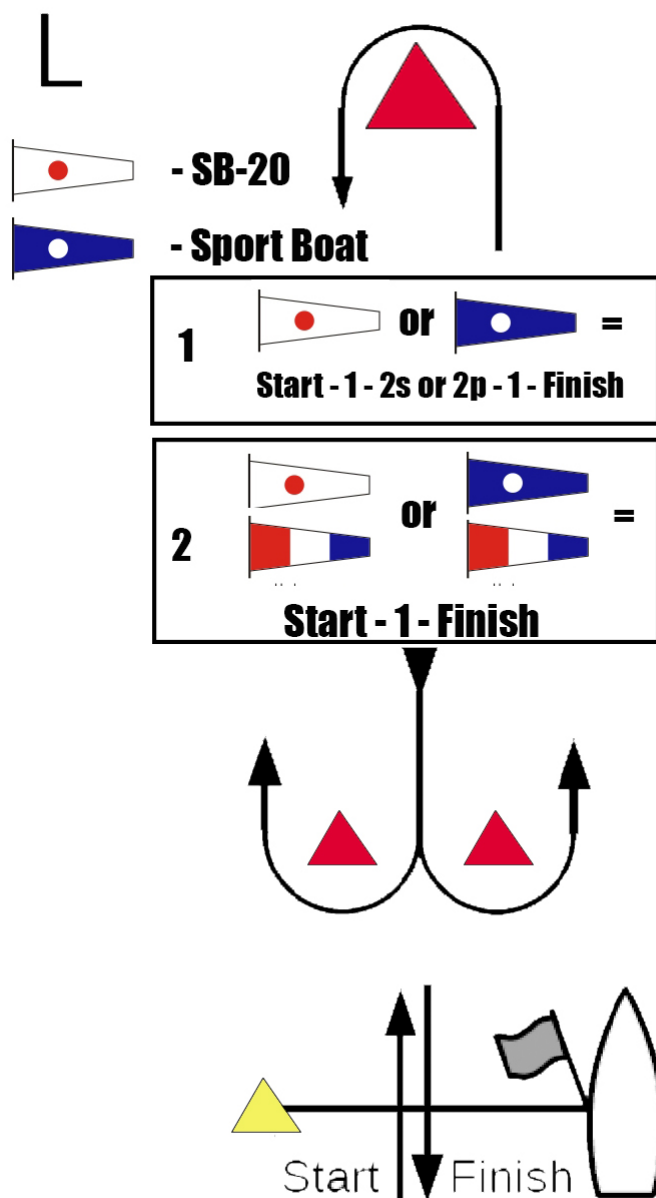 L
- SB-20
- Sport Boat
1 or =
Start - 1 - 2s or 2p - 1 - Finish
2 or =
Start - 1 - Finish
Start Finish